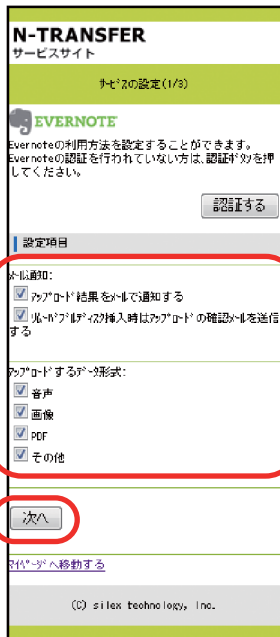 N-TRANSFER
サービスサイト
ｻｰﾋﾞｽの設定(1/3)
EVERNOTE
Evernoteの利用方法を設定することができます。
Evernoteの認証を行われていない方は、認証ﾎﾞﾀﾝを押
してください。
認証する
設定項目
ﾒｰﾙ通知:
ｱｯﾌﾟﾛｰﾄﾞ結果をﾒｰﾙで通知する
ﾘﾑｰﾊﾞﾌﾞﾙﾃﾞｨｽｸ挿入時はｱｯﾌﾟﾛｰﾄﾞの確認ﾒｰﾙを送信
する
ｱｯﾌﾟﾛｰﾄﾞするﾃﾞｰﾀ形式:
音声
画像
PDF
その他
次へ
ﾏｲﾍﾟｰｼﾞへ移動する
(C) silex technology, Inc.